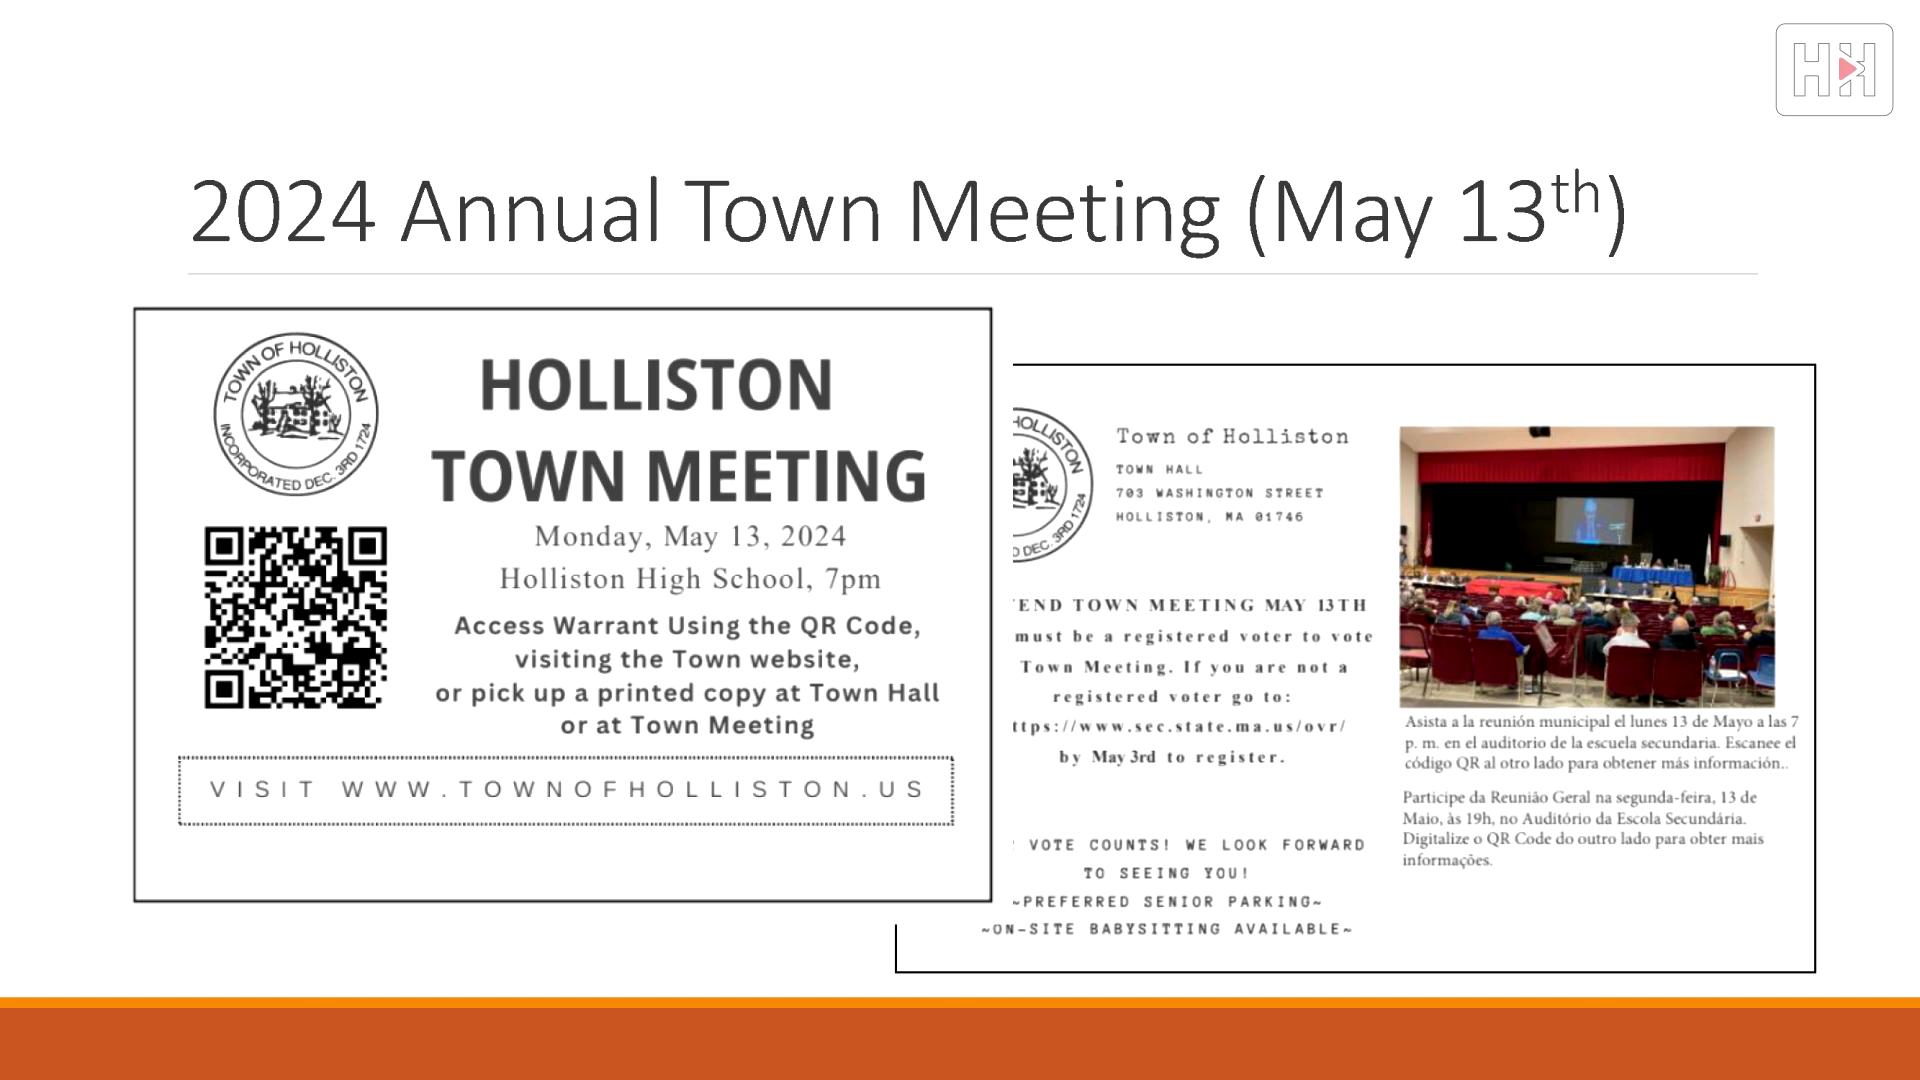 HH
2024 Annual Town Meeting (May 13th)
TOWN OF HOLLISTON
INCORPORATED DEC. 3RD 1724
HOLLISTON
TOWN MEETING
Monday, May 13, 2024
Holliston High School, 7pm
Access Warrant Using the QR Code,
visiting the Town website,
or pick up a printed copy at Town Hall
or at Town Meeting
VISIT WWW.TOWNOFHOLLISTON.US
HOLLISTON
DEC. 3RD 1724
Town of Holliston
TOWN HALL
703 WASHINGTON STREET
HOLLISTON, MA 01746
END TOWN MEETING MAY 13TH
must be a registered voter to vote
Town Meeting. If you are not a
registered voter go to:
ttps://www.sec.state.ma.us/ovr/
by May 3rd to register.
VOTE COUNTS! WE LOOK FORWARD
TO SEEING YOU!
~PREFERRED SENIOR PARKING~
~ON-SITE BABYSITTING AVAILABLE~
Asista a la reunión municipal el lunes 13 de Mayo a las 7
p. m. en el auditorio de la escuela secundaria. Escanee el
código QR al otro lado para obtener más información..
Participe da Reunião Geral na segunda-feira, 13 de
Maio, às 19h, no Auditório da Escola Secundária.
Digitalize o QR Code do outro lado para obter mais
informações.